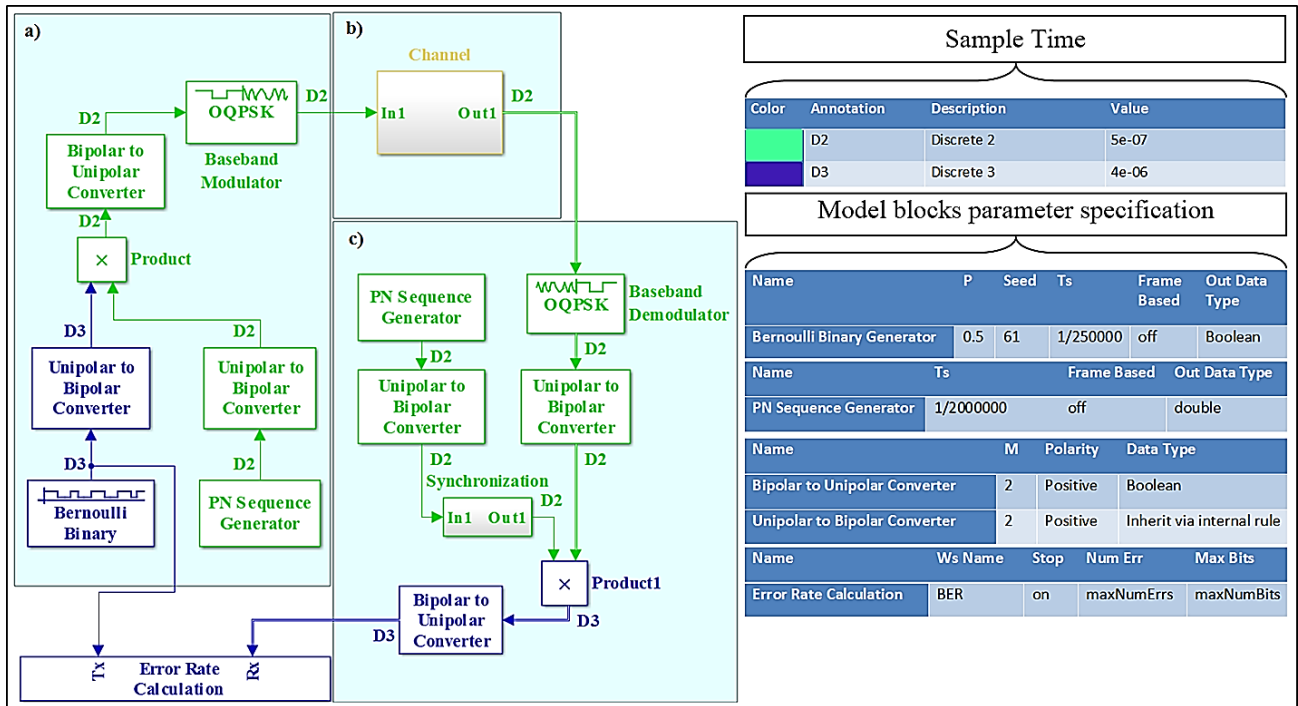 a)
D2
OQPSK
Baseband
Modulator
D2
Bipolar to
Unipolar
Converter
D2
×
Product
D3
D2
Unipolar to
Bipolar
Converter
Unipolar to
Bipolar
Converter
D3
D2
Bernoulli
Binary
PN Sequence
Generator
Tx
Error Rate
Calculation
Rx
b)
Channel
In1
Out1
D2
c)
PN Sequence
Generator
D2
OQPSK
Baseband
Demodulator
D2
Unipolar to
Bipolar
Converter
Unipolar to
Bipolar
Converter
D2
D2
Synchronization
In1
Out1
D2
×
Product1
D3
Bipolar to
Unipolar
Converter
D3
Sample Time
Color Annotation Description Value
D2 Discrete 2 5e-07
D3 Discrete 3 4e-06
Model blocks parameter specification
Name P Seed Ts Frame Based Out Data Type
Bernoulli Binary Generator 0.5 61 1/250000 off Boolean
Name Ts Frame Based Out Data Type
PN Sequence Generator 1/2000000 off double
Name M Polarity Data Type
Bipolar to Unipolar Converter 2 Positive Boolean
Unipolar to Bipolar Converter 2 Positive Inherit via internal rule
Name Ws Name Stop Num Err Max Bits
Error Rate Calculation BER on maxNumErrs maxNumBits